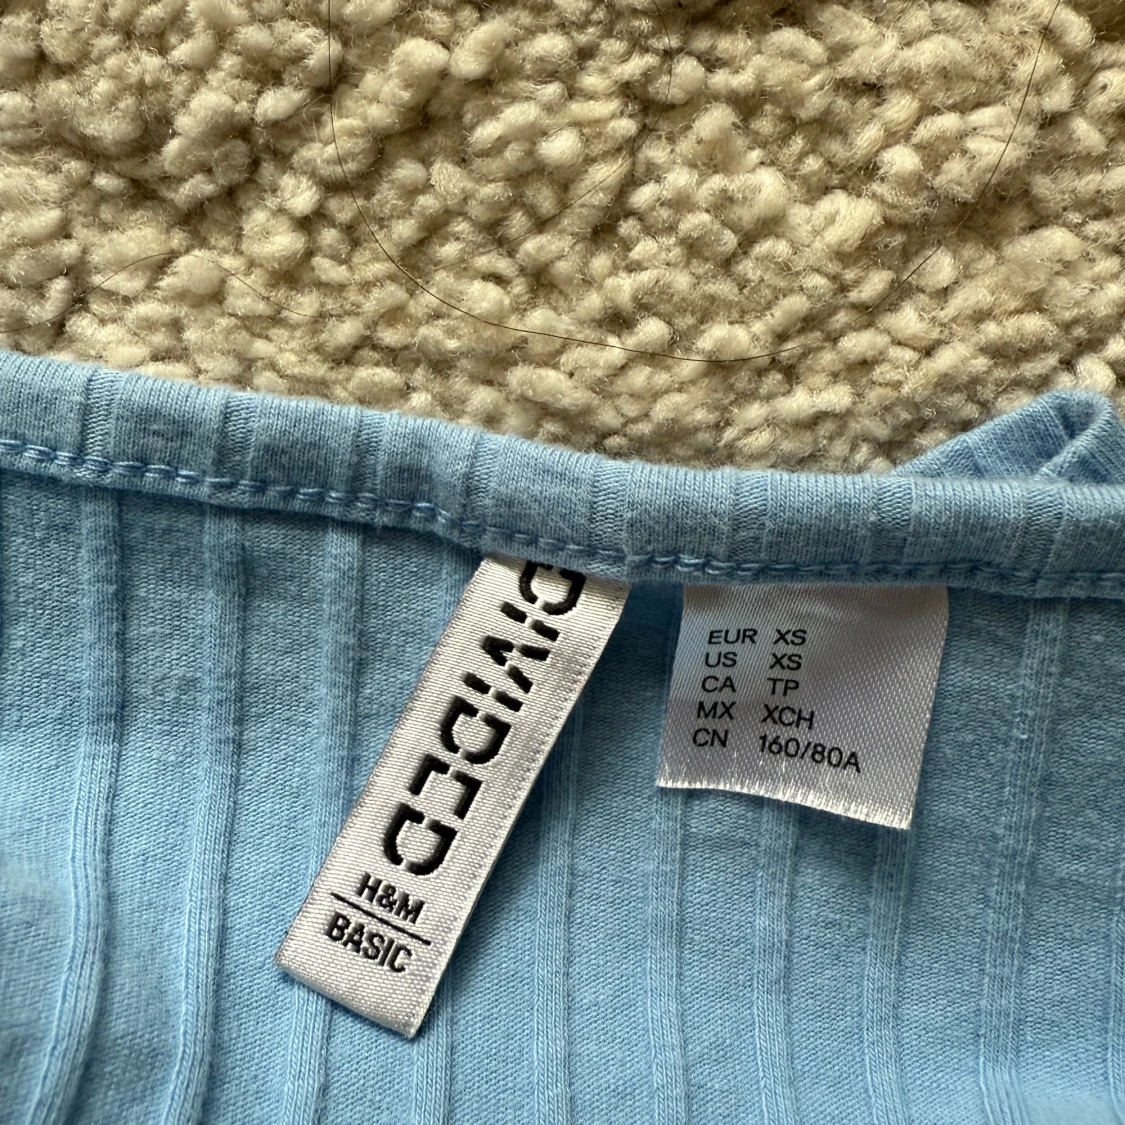 DIVIDED
H&M
BASIC
EUR XS
US XS
CA TP
MX XCH
CN 160/80A